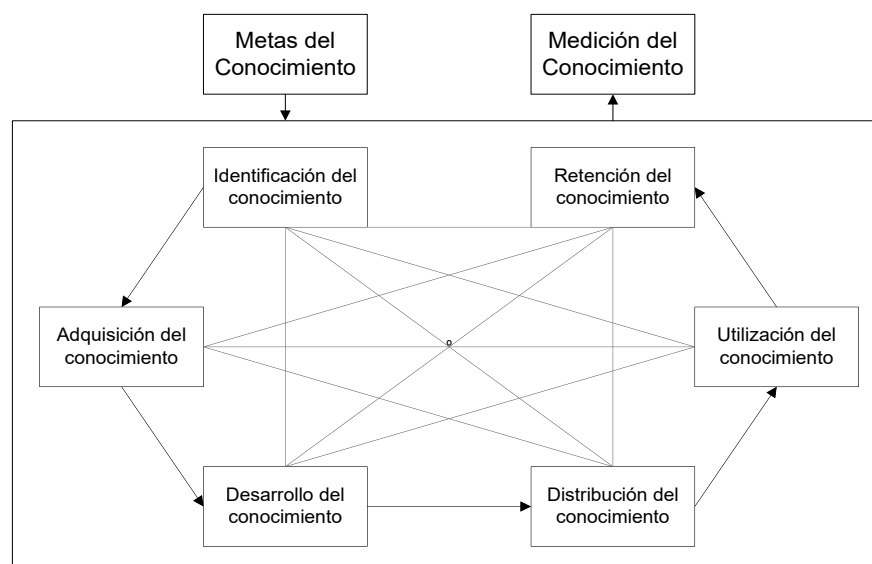 Metas del
Conocimiento
Medición del
Conocimiento
Identificación del
conocimiento
Retención del
conocimiento
Adquisición del
conocimiento
o
Utilización del
conocimiento
Desarrollo del
conocimiento
Distribución del
conocimiento